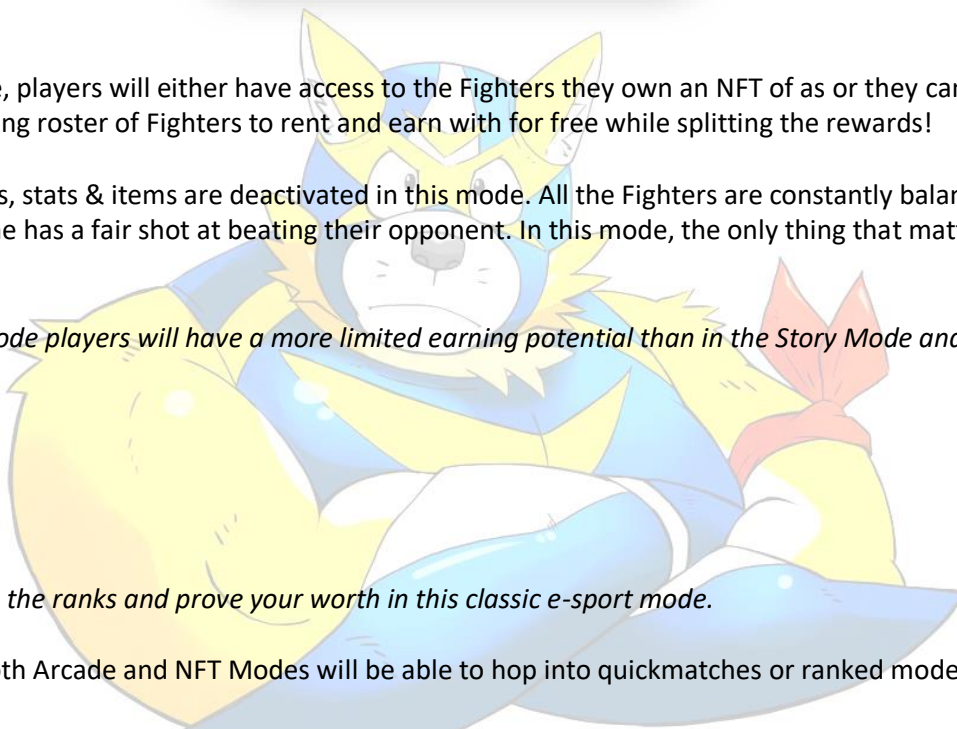 , players will either have access to the Fighters they own an NFT of as or they can
ng roster of Fighters to rent and earn with for free while splitting the rewards!
s, stats & items are deactivated in this mode. All the Fighters are constantly balan
ne has a fair shot at beating their opponent. In this mode, the only thing that matt
ode players will have a more limited earning potential than in the Story Mode and
the ranks and prove your worth in this classic e-sport mode.
oth Arcade and NFT Modes will be able to hop into quickmatches or ranked mode